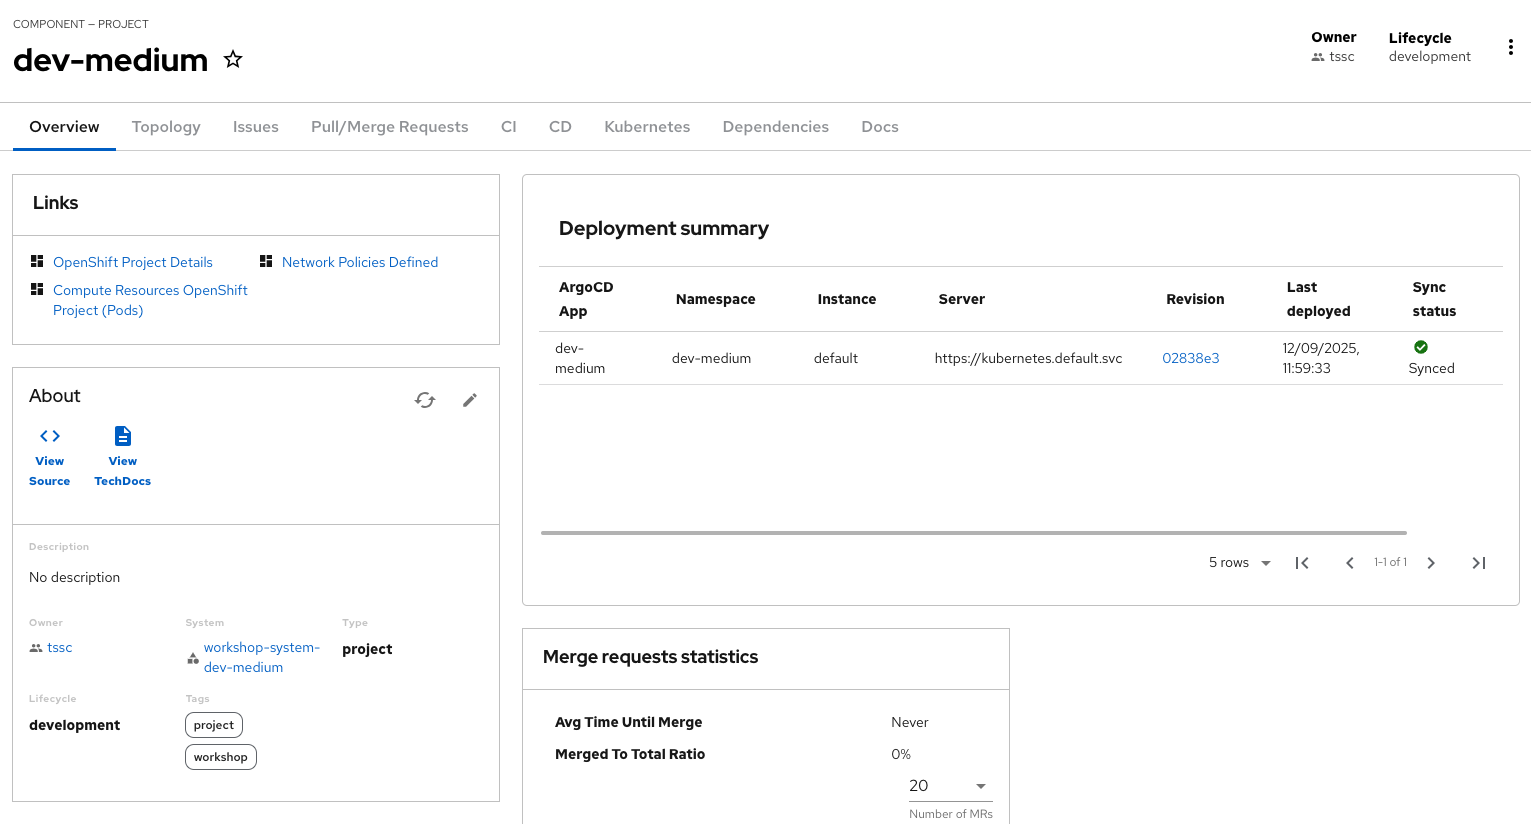 COMPONENT — PROJECT
dev-medium
Owner
tssc
Lifecycle
development
Overview
Topology
Issues
Pull/Merge Requests
CI
CD
Kubernetes
Dependencies
Docs
Links
OpenShift Project Details
Network Policies Defined
Compute Resources OpenShift
Project (Pods)
About
View
Source
View
TechDocs
Description
No description
Owner
tssc
System
workshop-system-
dev-medium
Type
project
Lifecycle
development
Tags
project
workshop
Deployment summary
ArgoCD
App
Namespace
Instance
Server
Revision
Last
deployed
Sync
status
dev-
medium
dev-medium
default
https://kubernetes.default.svc
02838e3
12/09/2025,
11:59:33
Synced
5 rows
1-1 of 1
Merge requests statistics
Avg Time Until Merge
Never
Merged To Total Ratio
0%
20
Number of MRs